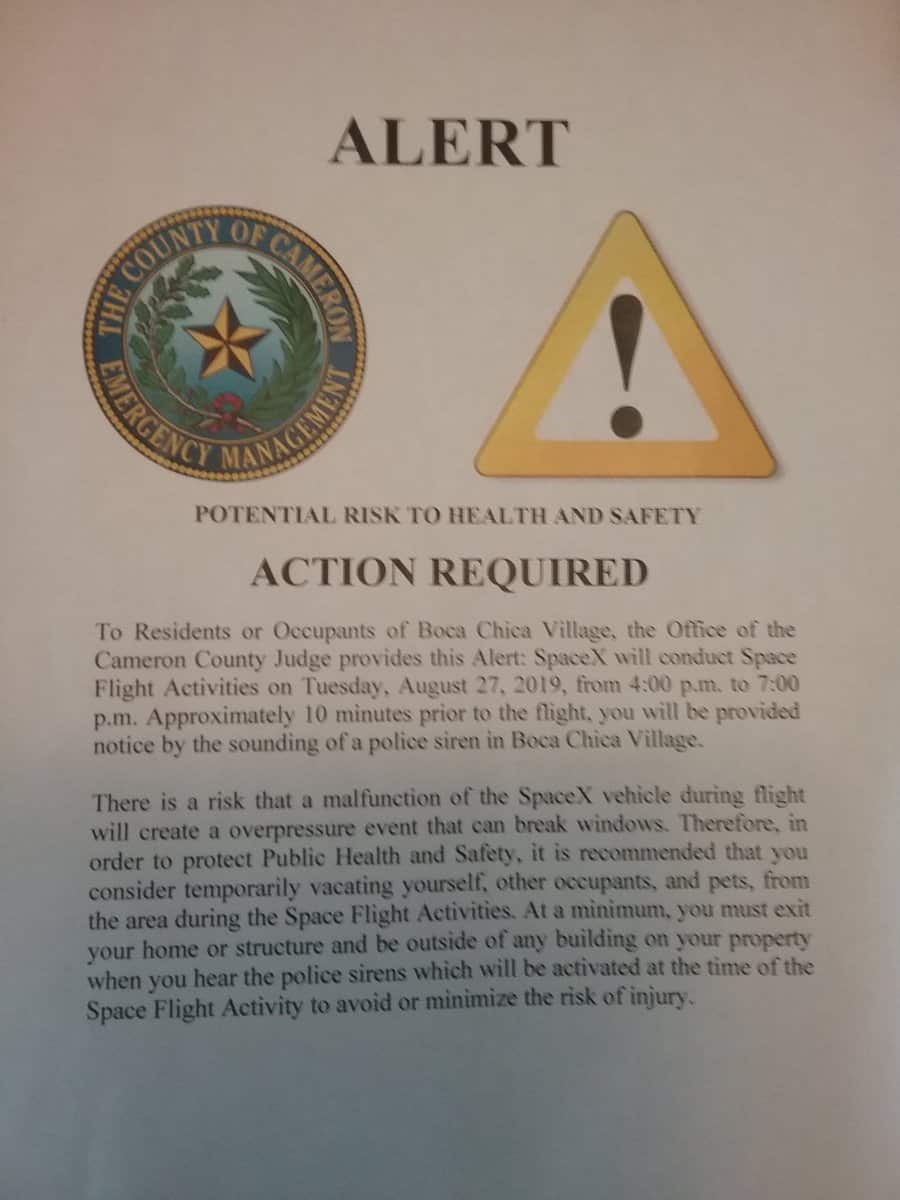 ALERT
THE COUNTY OF CAMERON
EMERGENCY MANAGEMENT
!
POTENTIAL RISK TO HEALTH AND SAFETY
ACTION REQUIRED
To Residents or Occupants of Boca Chica Village, the Office of the
Cameron County Judge provides this Alert: SpaceX will conduct Space
Flight Activities on Tuesday, August 27, 2019, from 4:00 p.m. to 7:00
p.m. Approximately 10 minutes prior to the flight, you will be provided
notice by the sounding of a police siren in Boca Chica Village.
There is a risk that a malfunction of the SpaceX vehicle during flight
will create a overpressure event that can break windows. Therefore, in
order to protect Public Health and Safety, it is recommended that you
consider temporarily vacating yourself, other occupants, and pets, from
the area during the Space Flight Activities. At a minimum, you must exit
your home or structure and be outside of any building on your property
when you hear the police sirens which will be activated at the time of the
Space Flight Activity to avoid or minimize the risk of injury.